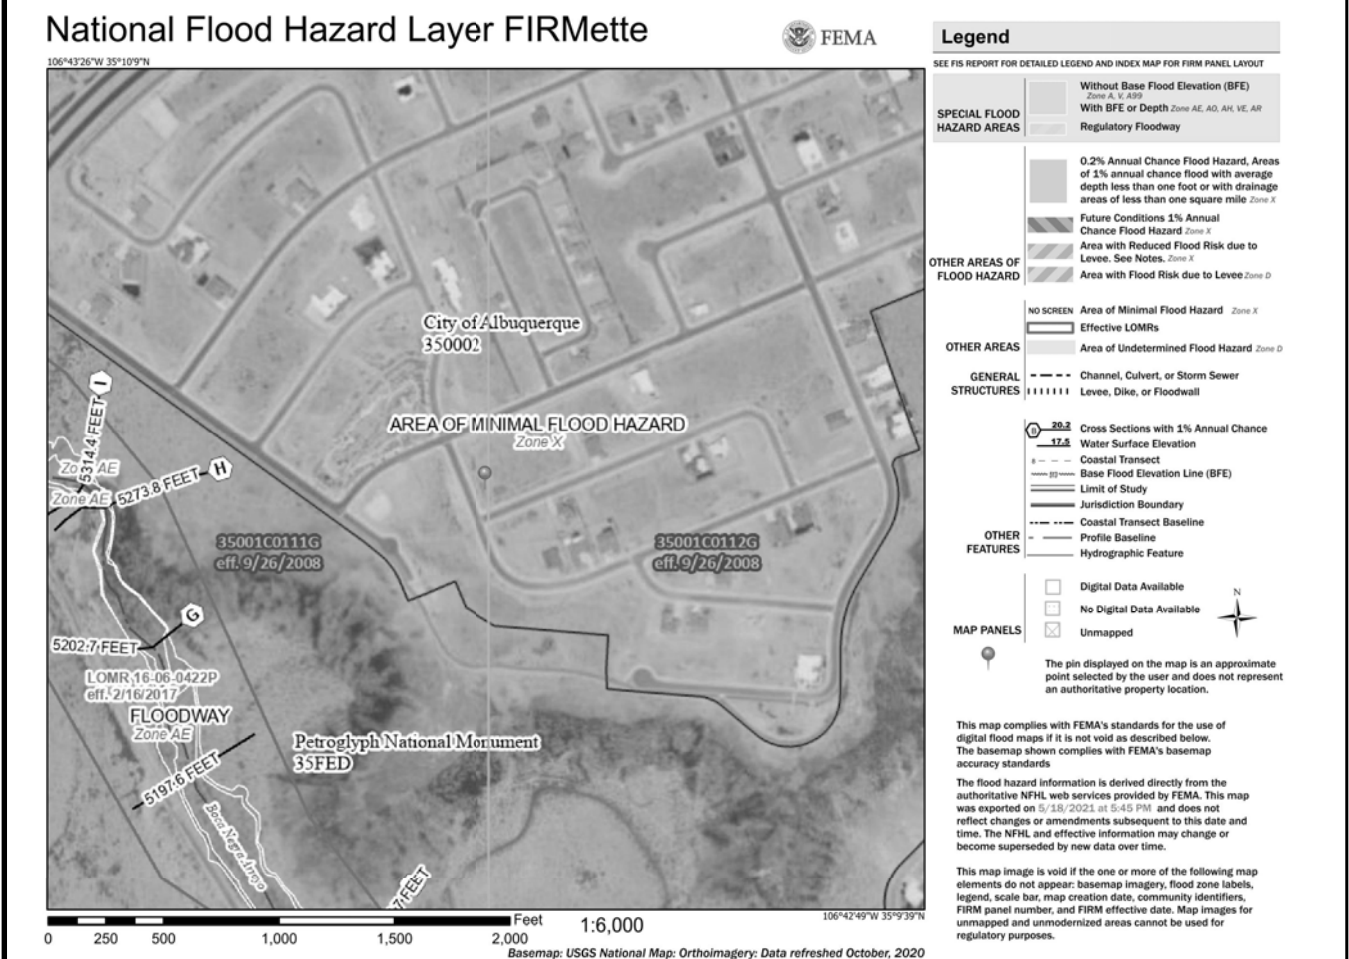 National Flood Hazard Layer FIRMette
FEMA
106°43'26"W 35°10'9"N
City of Albuquerque
350002
AREA OF MINIMAL FLOOD HAZARD
Zone X
I
5314.4 FEET
Zone AE
Zone AE
5273.8 FEET
H
35001C0111G
eff. 9/26/2008
35001C0112G
eff. 9/26/2008
G
5202.7 FEET
LOMR 16-06-0422P
eff. 2/16/2017
FLOODWAY
Zone AE
Petroglyph National Monument
35FED
5197.6 FEET
Boca Negra Arroyo
FEET
106°42'49"W 35°9'39"N
Feet
1:6,000
0 250 500 1,000 1,500 2,000
Basemap: USGS National Map: Orthoimagery: Data refreshed October, 2020
Legend
SEE FIS REPORT FOR DETAILED LEGEND AND INDEX MAP FOR FIRM PANEL LAYOUT
SPECIAL FLOOD
HAZARD AREAS
Without Base Flood Elevation (BFE)
Zone A, V, A99
With BFE or Depth Zone AE, AO, AH, VE, AR
Regulatory Floodway
OTHER AREAS OF
FLOOD HAZARD
0.2% Annual Chance Flood Hazard, Areas
of 1% annual chance flood with average
depth less than one foot or with drainage
areas of less than one square mile Zone X
Future Conditions 1% Annual
Chance Flood Hazard Zone X
Area with Reduced Flood Risk due to
Levee. See Notes. Zone X
Area with Flood Risk due to Levee Zone D
OTHER AREAS
NO SCREEN Area of Minimal Flood Hazard Zone X
Effective LOMRs
Area of Undetermined Flood Hazard Zone D
GENERAL
STRUCTURES
Channel, Culvert, or Storm Sewer
Levee, Dike, or Floodwall
OTHER
FEATURES
B 20.2 Cross Sections with 1% Annual Chance
17.5 Water Surface Elevation
8 Coastal Transect
513 Base Flood Elevation Line (BFE)
Limit of Study
Jurisdiction Boundary
Coastal Transect Baseline
Profile Baseline
Hydrographic Feature
MAP PANELS
Digital Data Available
No Digital Data Available
Unmapped
N
The pin displayed on the map is an approximate
point selected by the user and does not represent
an authoritative property location.
This map complies with FEMA's standards for the use of
digital flood maps if it is not void as described below.
The basemap shown complies with FEMA's basemap
accuracy standards
The flood hazard information is derived directly from the
authoritative NFHL web services provided by FEMA. This map
was exported on 5/18/2021 at 5:45 PM and does not
reflect changes or amendments subsequent to this date and
time. The NFHL and effective information may change or
become superseded by new data over time.
This map image is void if the one or more of the following map
elements do not appear: basemap imagery, flood zone labels,
legend, scale bar, map creation date, community identifiers,
FIRM panel number, and FIRM effective date. Map images for
unmapped and unmodernized areas cannot be used for
regulatory purposes.